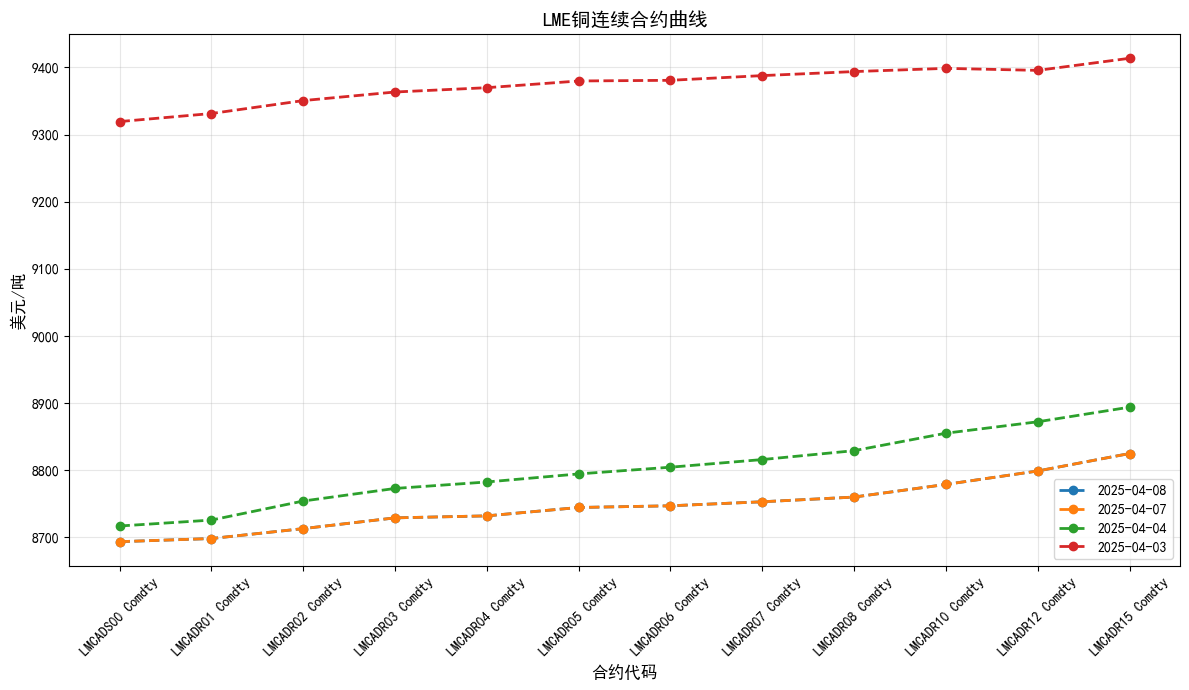 LME铜连续合约曲线
美元/吨
9400
9300
9200
9100
9000
8900
8800
8700
2025-04-08
2025-04-07
2025-04-04
2025-04-03
LMCADS00 Comdty
LMCADR01 Comdty
LMCADR02 Comdty
LMCADR03 Comdty
LMCADR04 Comdty
LMCADR05 Comdty
LMCADR06 Comdty
LMCADR07 Comdty
LMCADR08 Comdty
LMCADR10 Comdty
LMCADR12 Comdty
LMCADR15 Comdty
合约代码